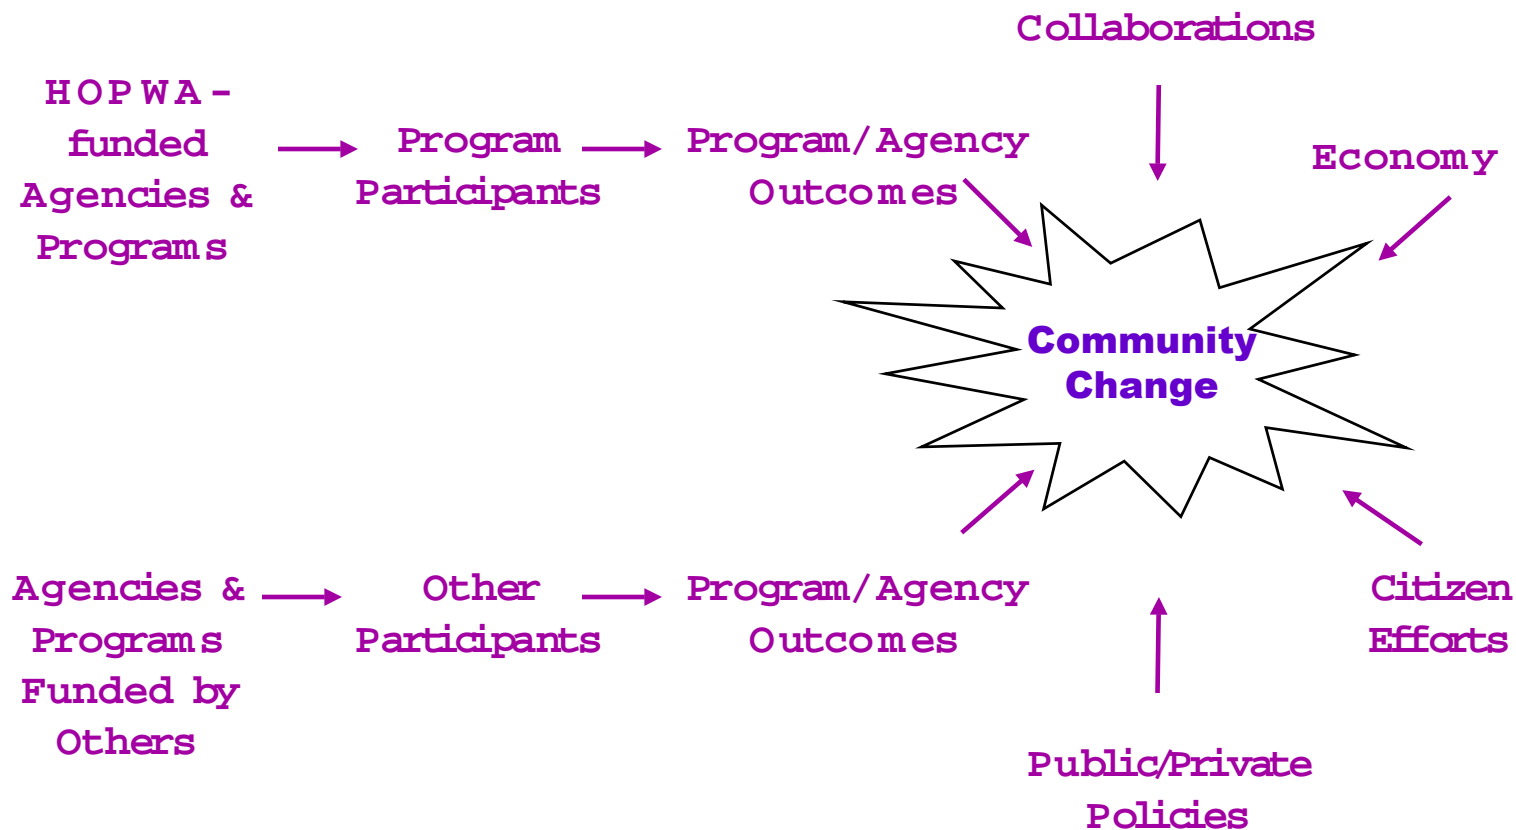 Collaborations
HOPWA-
funded
Agencies &
Programs
Program
Participants
Program/Agency
Outcomes
Economy
Community
Change
Agencies &
Programs
Funded by
Others
Other
Participants
Program/Agency
Outcomes
Citizen
Efforts
Public/Private
Policies